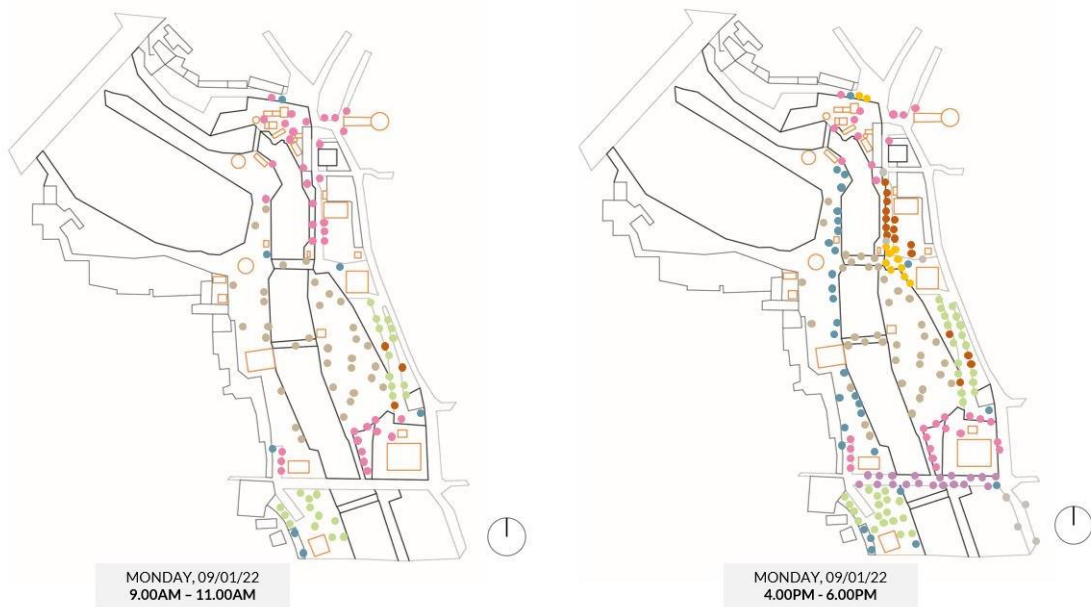 MONDAY, 09/01/22
9.00AM – 11.00AM
MONDAY, 09/01/22
4.00PM - 6.00PM